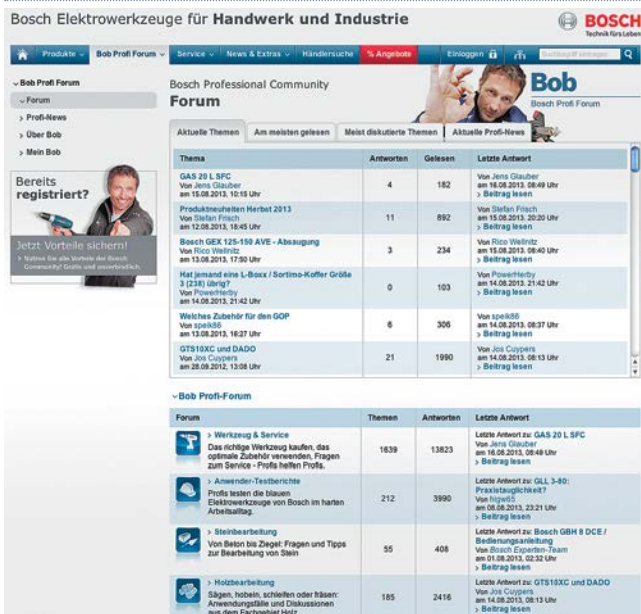 Bosch Elektrowerkzeuge für Handwerk und Industrie
BOSCH
Technik fürs Leben
Produkte
Bob Profi Forum
Service
News & Extras
Händlersuche
% Angebote
Einloggen
Suchbegriff eintragen
Bob Profi Forum
Forum
> Profi-News
> Über Bob
> Mein Bob
Bereits
registriert?
Jetzt Vorteile sichern!
> Nutzen Sie alle Vorteile der Bosch
Community! Gratis und unverbindlich.
Bosch Professional Community
Forum
Bob
Bosch Profi Forum
Aktuelle Themen Am meisten gelesen Meist diskutierte Themen Aktuelle Profi-News
Thema Antworten Gelesen Letzte Antwort
GAS 20 L SFC
Von Jens Glauber
am 15.08.2013, 10:15 Uhr
4
182
Von Jens Glauber
am 16.08.2013, 08:49 Uhr
> Beitrag lesen
Produktneuheiten Herbst 2013
Von Stefan Frisch
am 12.08.2013, 18:45 Uhr
11
892
Von Stefan Frisch
am 15.08.2013, 20:20 Uhr
> Beitrag lesen
Bosch GEX 125-150 AVE - Absaugung
Von Rico Wellnitz
am 13.08.2013, 17:50 Uhr
3
234
Von Rico Wellnitz
am 15.08.2013, 08:40 Uhr
> Beitrag lesen
Hat jemand eine L-Boxx / Sortimo-Koffer Größe
3 (238) übrig?
Von PowerHerby
am 14.08.2013, 21:42 Uhr
0
103
Von PowerHerby
am 14.08.2013, 21:42 Uhr
> Beitrag lesen
Welches Zubehör für den GOP
Von speik86
am 13.08.2013, 16:27 Uhr
6
306
Von speik86
am 14.08.2013, 08:37 Uhr
> Beitrag lesen
GTS10XC und DADO
Von Jos Cuypers
am 28.09.2012, 13:08 Uhr
21
1990
Von Jos Cuypers
am 14.08.2013, 08:13 Uhr
> Beitrag lesen
Bob Profi-Forum
Forum Themen Antworten Letzte Antwort
> Werkzeug & Service
Das richtige Werkzeug kaufen, das
optimale Zubehör verwenden, Fragen
zum Service - Profis helfen Profis.
1639
13823
Letzte Antwort zu: GAS 20 L SFC
Von Jens Glauber
am 16.08.2013, 08:49 Uhr
> Beitrag lesen
> Anwender-Testberichte
Profis testen die blauen
Elektrowerkzeuge von Bosch im harten
Arbeitsalltag.
212
3990
Letzte Antwort zu: GLL 3-80:
Praxistauglichkeit?
Von higw65
am 08.08.2013, 23:21 Uhr
> Beitrag lesen
> Steinbearbeitung
Von Beton bis Ziegel: Fragen und Tipps
zur Bearbeitung von Stein
55
408
Letzte Antwort zu: Bosch GBH 8 DCE /
Bedienungsanleitung
Von Bosch Experten-Team
am 01.08.2013, 02:32 Uhr
> Beitrag lesen
> Holzbearbeitung
Sägen, hobeln, schleifen oder fräsen:
Anwendungsfälle und Diskussionen
aus dem Fachgebiet Holz
185
2416
Letzte Antwort zu: GTS10XC und DADO
Von Jos Cuypers
am 14.08.2013, 08:13 Uhr
> Beitrag lesen